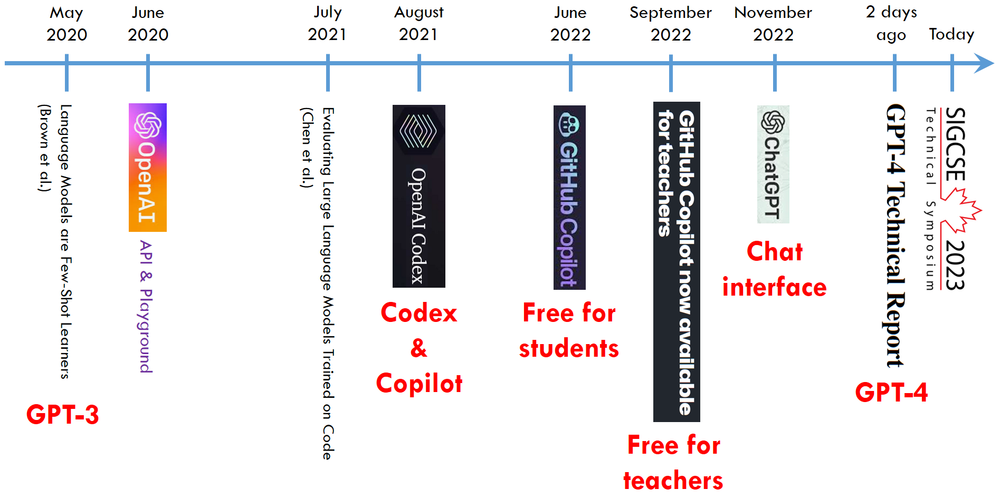 May
2020
June
2020
July
2021
August
2021
June
2022
September
2022
November
2022
2 days
ago
Today
Language Models are Few-Shot Learners
(Brown et al.)
GPT-3
OpenAI
API & Playground
Evaluating Large Language Models Trained on Code
(Chen et al.)
OpenAI Codex
Codex
&
Copilot
GitHub Copilot
Free for
students
GitHub Copilot now available
for teachers
Free for
teachers
ChatGPT
Chat
interface
GPT-4 Technical Report
GPT-4
SIGCSE 2023
Technical Symposium